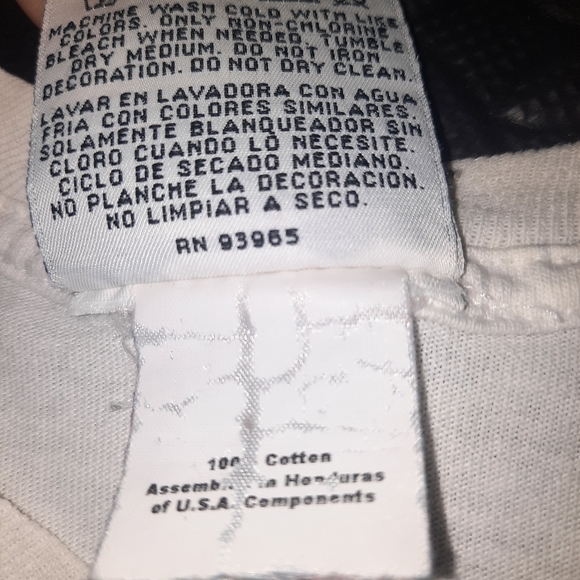 MACHINE WASH COLD WITH LIKE
COLORS. ONLY NON-CHLORINE
BLEACH WHEN NEEDED. TUMBLE
DRY MEDIUM. DO NOT IRON
DECORATION. DO NOT DRY CLEAN.
LAVAR EN LAVADORA CON AGUA
FRIA CON COLORES SIMILARES.
SOLAMENTE BLANQUEADOR SIN
CLORO CUANDO LO NECESITE.
CICLO DE SECADO MEDIANO.
NO PLANCHE LA DECORACION.
NO LIMPIAR A SECO.
RN 93965
Cotton
Honduras
of U.S.A. Components